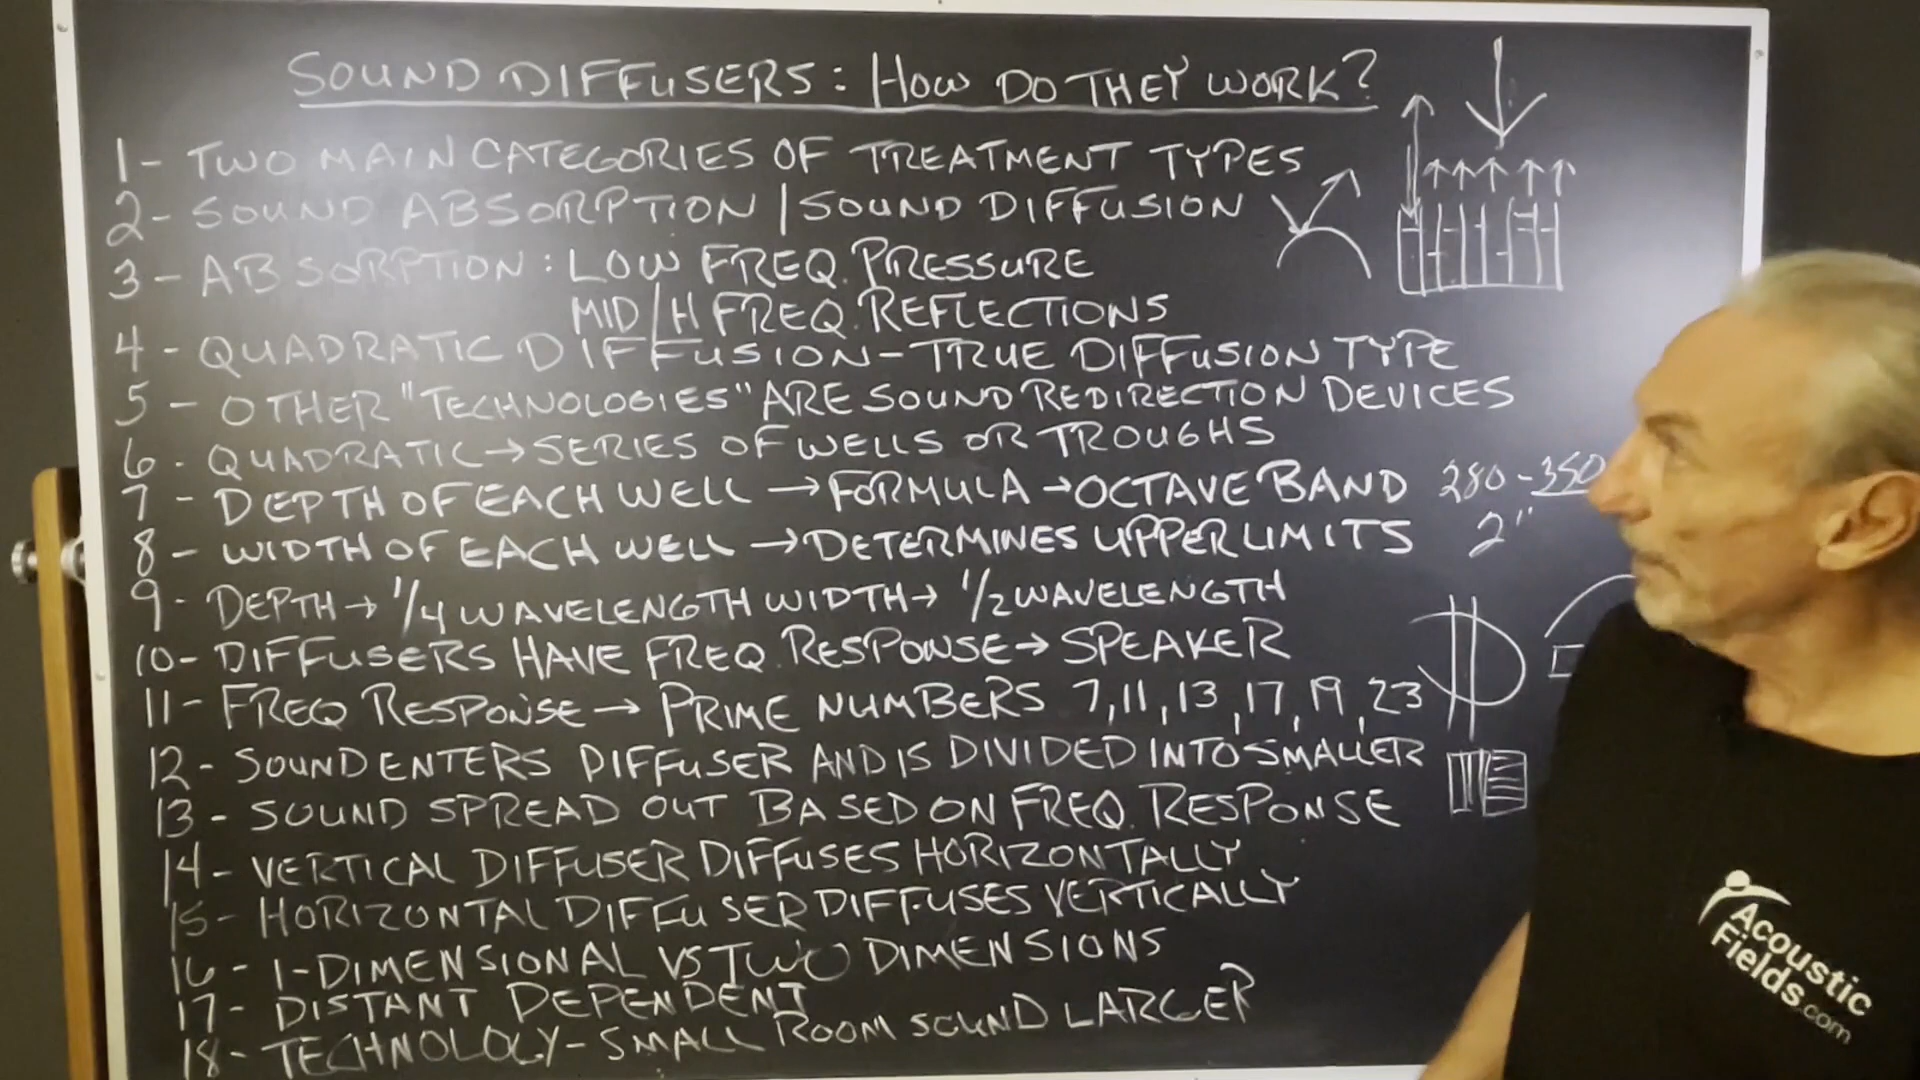 SOUND DIFFUSERS: HOW DO THEY WORK?
1- TWO MAIN CATEGORIES OF TREATMENT TYPES
2- SOUND ABSORPTION / SOUND DIFFUSION
3- ABSORPTION: LOW FREQ. PRESSURE
MID/H FREQ. REFLECTIONS
4- QUADRATIC DIFFUSION - TRUE DIFFUSION TYPE
5- OTHER "TECHNOLOGIES" ARE SOUND REDIRECTION DEVICES
6- QUADRATIC → SERIES OF WELLS OR TROUGHS
7- DEPTH OF EACH WELL → FORMULA → OCTAVE BAND 280-350
8- WIDTH OF EACH WELL → DETERMINES UPPER LIMITS 2"
9- DEPTH → 1/4 WAVELENGTH WIDTH → 1/2 WAVELENGTH
10- DIFFUSERS HAVE FREQ. RESPONSE → SPEAKER
11- FREQ RESPONSE → PRIME NUMBERS 7,11,13,17,19,23
12- SOUND ENTERS DIFFUSER AND IS DIVIDED INTO SMALLER
13- SOUND SPREAD OUT BASED ON FREQ. RESPONSE
14- VERTICAL DIFFUSER DIFFUSES HORIZONTALLY
15- HORIZONTAL DIFFUSER DIFFUSES VERTICALLY
16- 1-DIMENSIONAL VS TWO DIMENSIONS
17- DISTANT DEPENDENT
18- TECHNOLOLGY - SMALL ROOM SOUND LARGER
Acoustic
Fields.com